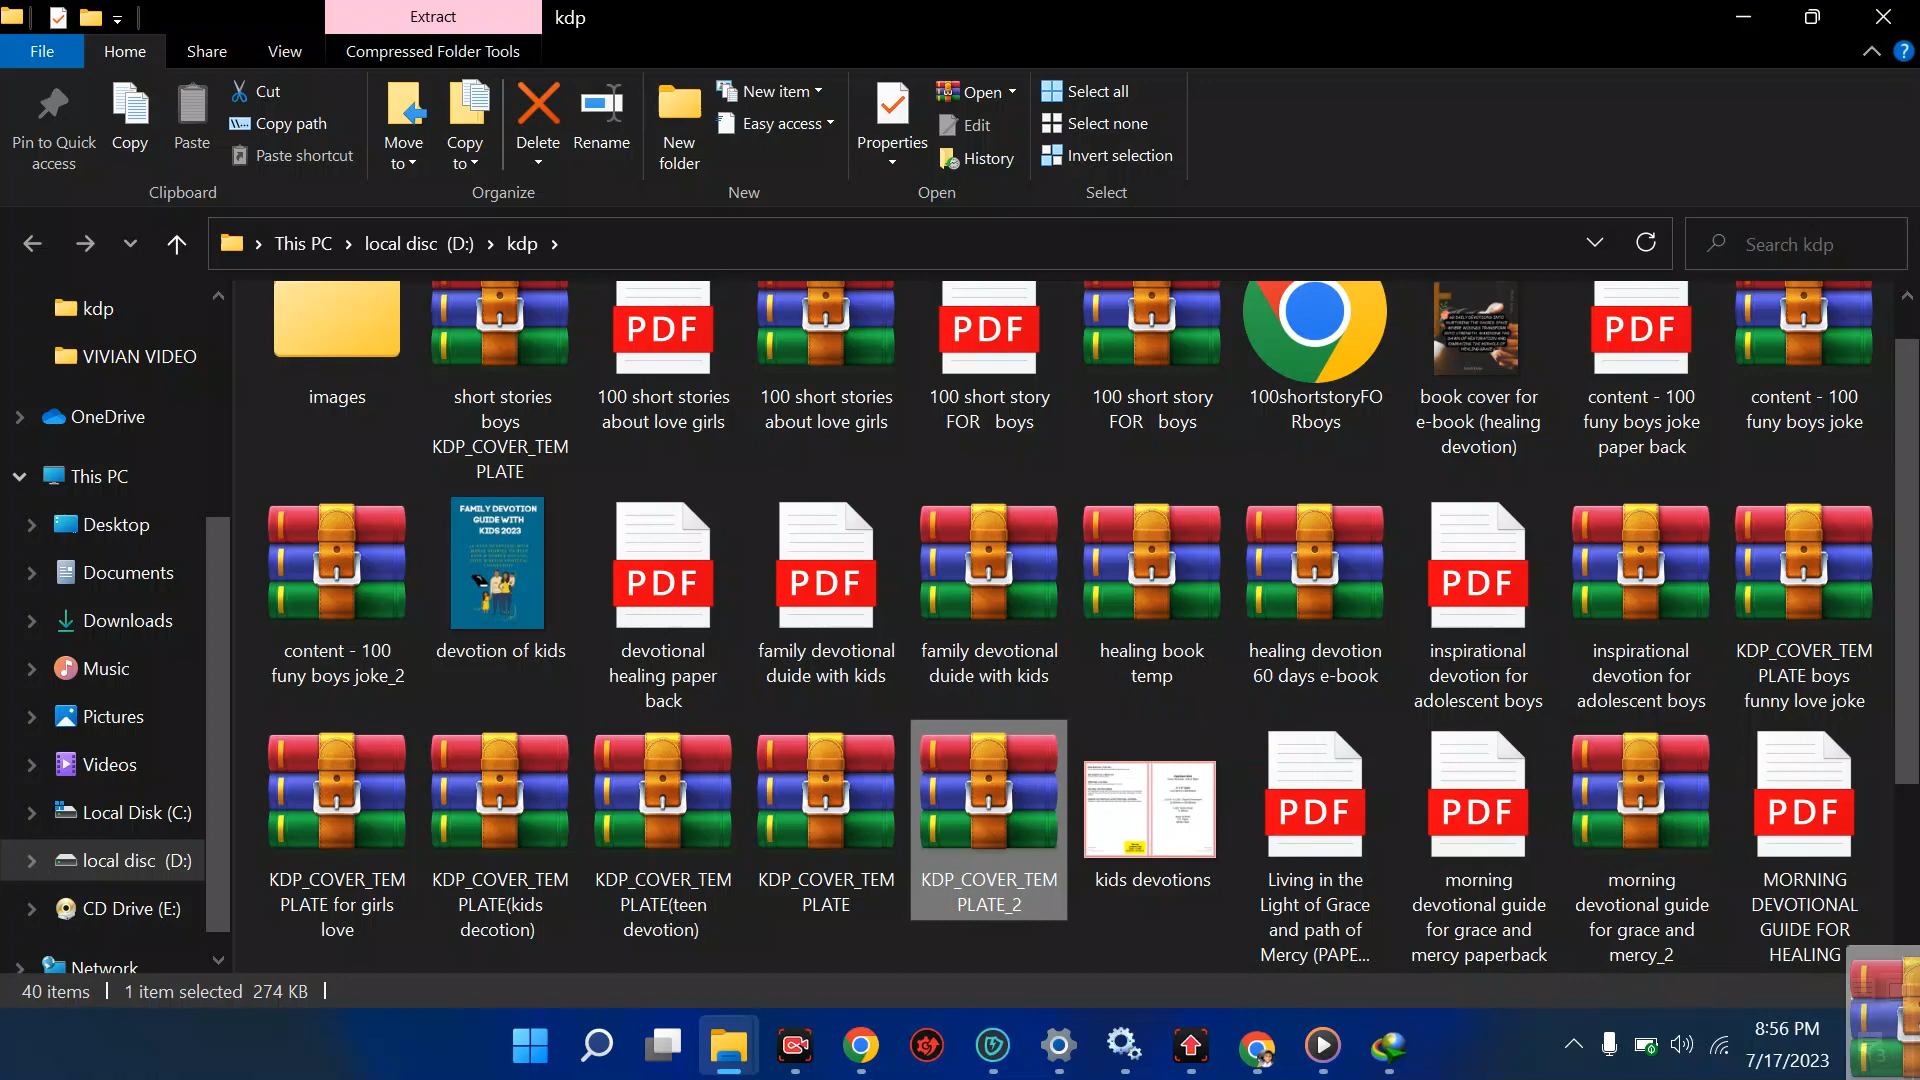 Extract
kdp
File
Home
Share
View
Compressed Folder Tools
Pin to Quick
access
Copy
Paste
Cut
Copy path
Paste shortcut
Clipboard
Move
to
Copy
to
Delete
Rename
Organize
New
folder
New item
Easy access
New
Properties
Open
Edit
History
Open
Select all
Select none
Invert selection
Select
This PC
local disc (D:)
kdp
Search kdp
kdp
VIVIAN VIDEO
OneDrive
This PC
Desktop
Documents
Downloads
Music
Pictures
Videos
Local Disk (C:)
local disc (D:)
CD Drive (E:)
Network
images
short stories
boys
KDP_COVER_TEM
PLATE
PDF
100 short stories
about love girls
100 short stories
about love girls
PDF
100 short story
FOR boys
100 short story
FOR boys
100shortstoryFO
Rboys
book cover for
e-book (healing
devotion)
PDF
content - 100
funy boys joke
paper back
content - 100
funy boys joke
content - 100
funy boys joke_2
FAMILY DEVOTION
GUIDE WITH
KIDS 2023
devotion of kids
PDF
devotional
healing paper
back
PDF
family devotional
duide with kids
family devotional
duide with kids
healing book
temp
healing devotion
60 days e-book
PDF
inspirational
devotion for
adolescent boys
inspirational
devotion for
adolescent boys
KDP_COVER_TEM
PLATE boys
funny love joke
KDP_COVER_TEM
PLATE for girls
love
KDP_COVER_TEM
PLATE(kids
decotion)
KDP_COVER_TEM
PLATE(teen
devotion)
KDP_COVER_TEM
PLATE
KDP_COVER_TEM
PLATE_2
kids devotions
PDF
Living in the
Light of Grace
and path of
Mercy (PAPE...
PDF
morning
devotional guide
for grace and
mercy paperback
morning
devotional guide
for grace and
mercy_2
PDF
MORNING
DEVOTIONAL
GUIDE FOR
HEALING
40 items
1 item selected 274 KB
8:56 PM
7/17/2023